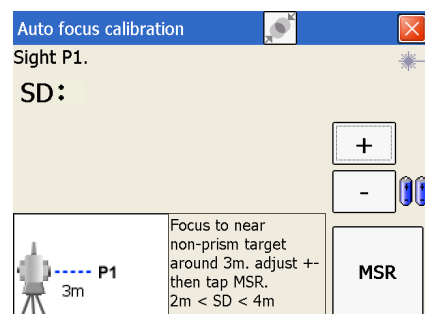 Auto focus calibration
Sight P1.
SD:
+
-
P1
3m
Focus to near
non-prism target
around 3m. adjust +-
then tap MSR.
2m < SD < 4m
MSR